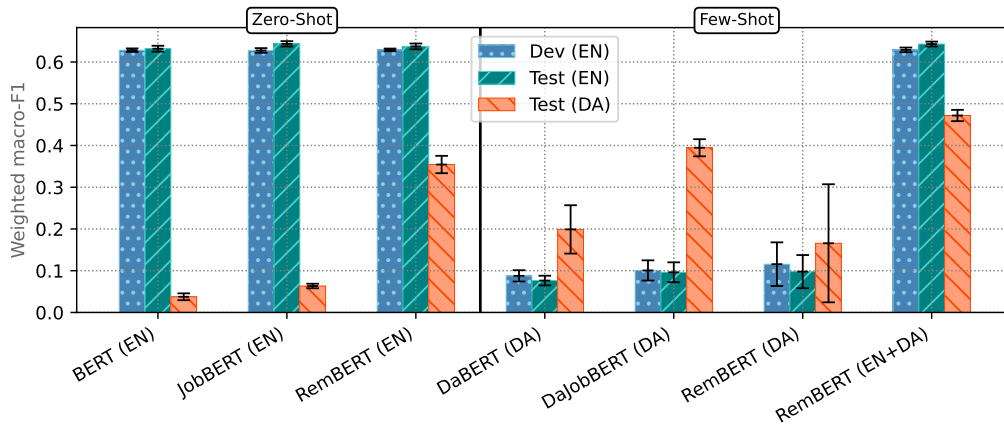 Zero-Shot
Few-Shot
Weighted macro-F1
0.6
0.5
0.4
0.3
0.2
0.1
0.0
Dev (EN)
Test (EN)
Test (DA)
BERT (EN)
JobBERT (EN)
RemBERT (EN)
DaBERT (DA)
DaJobBERT (DA)
RemBERT (DA)
RemBERT (EN+DA)